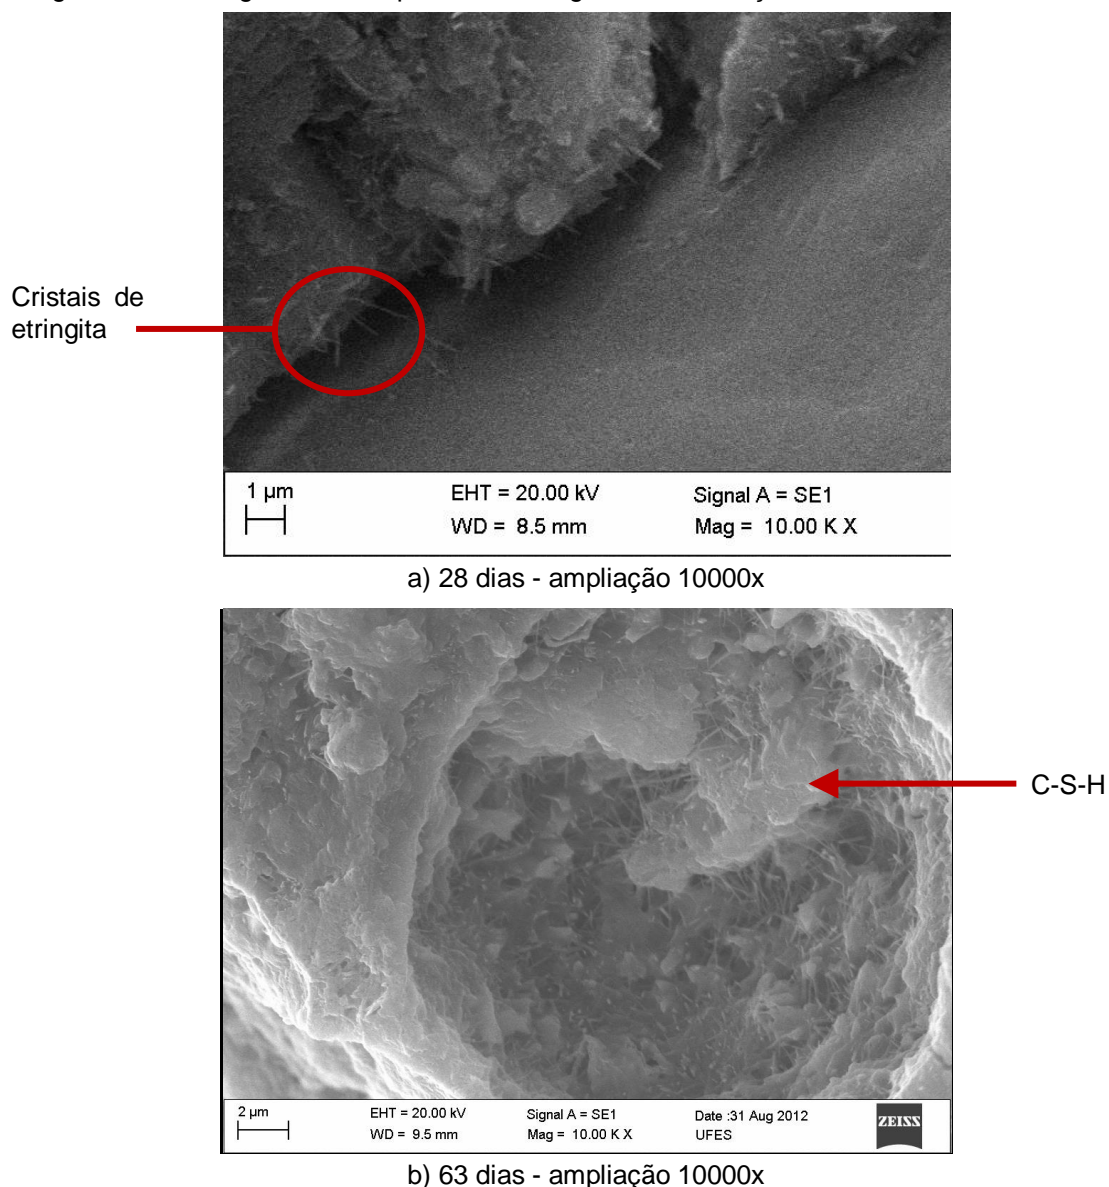 Cristais de
etringita
1 µm
EHT = 20.00 kV
Signal A = SE1
WD = 8.5 mm
Mag = 10.00 K X
a) 28 dias - ampliação 10000x
C-S-H
2 µm
EHT = 20.00 kV
Signal A = SE1
Date :31 Aug 2012
ZEISS
WD = 9.5 mm
Mag = 10.00 K X
UFES
b) 63 dias - ampliação 10000x